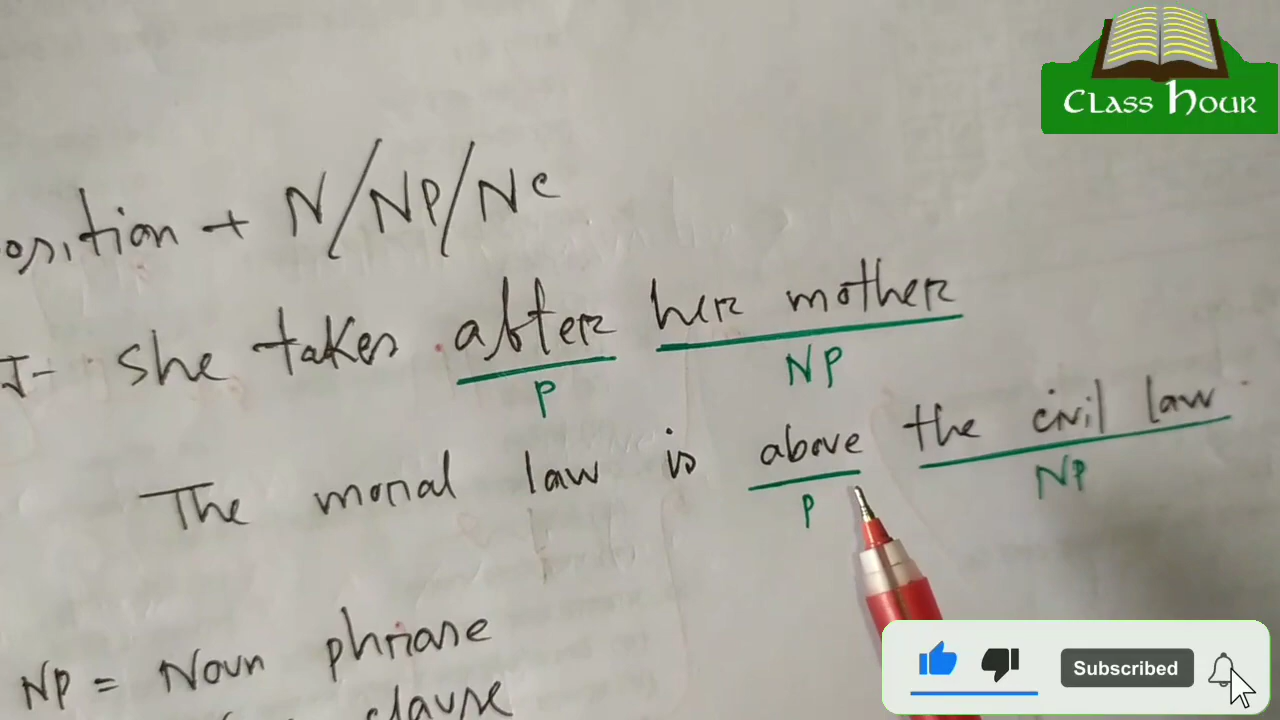 CLASS HOUR
osition + N/NP/NC
I- She takes after her mother
P NP
The moral law is above the civil law.
P NP
NP = Noun phrase
clause
Subscribed